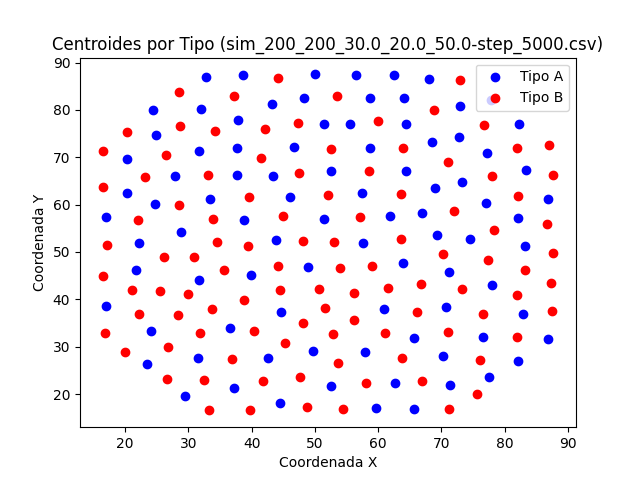 Centroides por Tipo (sim_200_200_30.0_20.0_50.0-step_5000.csv)
Tipo A
Tipo B
90
80
70
60
50
40
30
20
Coordenada Y
20 30 40 50 60 70 80 90
Coordenada X